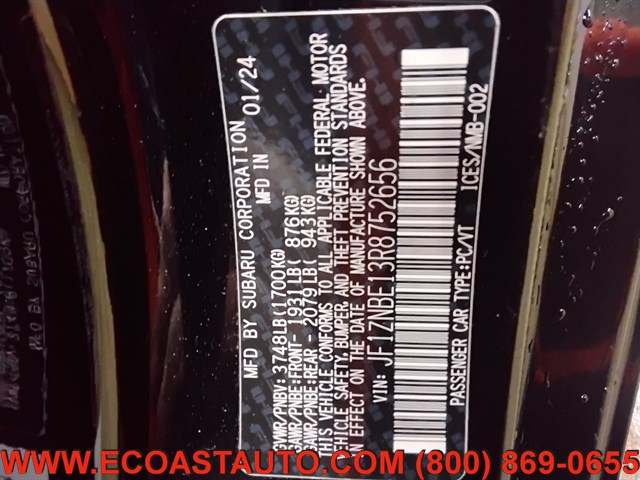 MFD BY SUBARU CORPORATION
MFD IN 01/24
GVWR/PNBV: 3748LB(1700KG)
GAWR/PNBE:FRONT- 1931LB( 876KG)
GAWR/PNBE:REAR - 2079LB( 943KG)
THIS VEHICLE CONFORMS TO ALL APPLICABLE FEDERAL MOTOR
VEHICLE SAFETY, BUMPER, AND THEFT PREVENTION STANDARDS
IN EFFECT ON THE DATE OF MANUFACTURE SHOWN ABOVE.
VIN: JF1ZNBE13R8752656
PASSENGER CAR TYPE:PC/VT ICES/NMB-002
WWW.ECOASTAUTO.COM (800) 869-0655